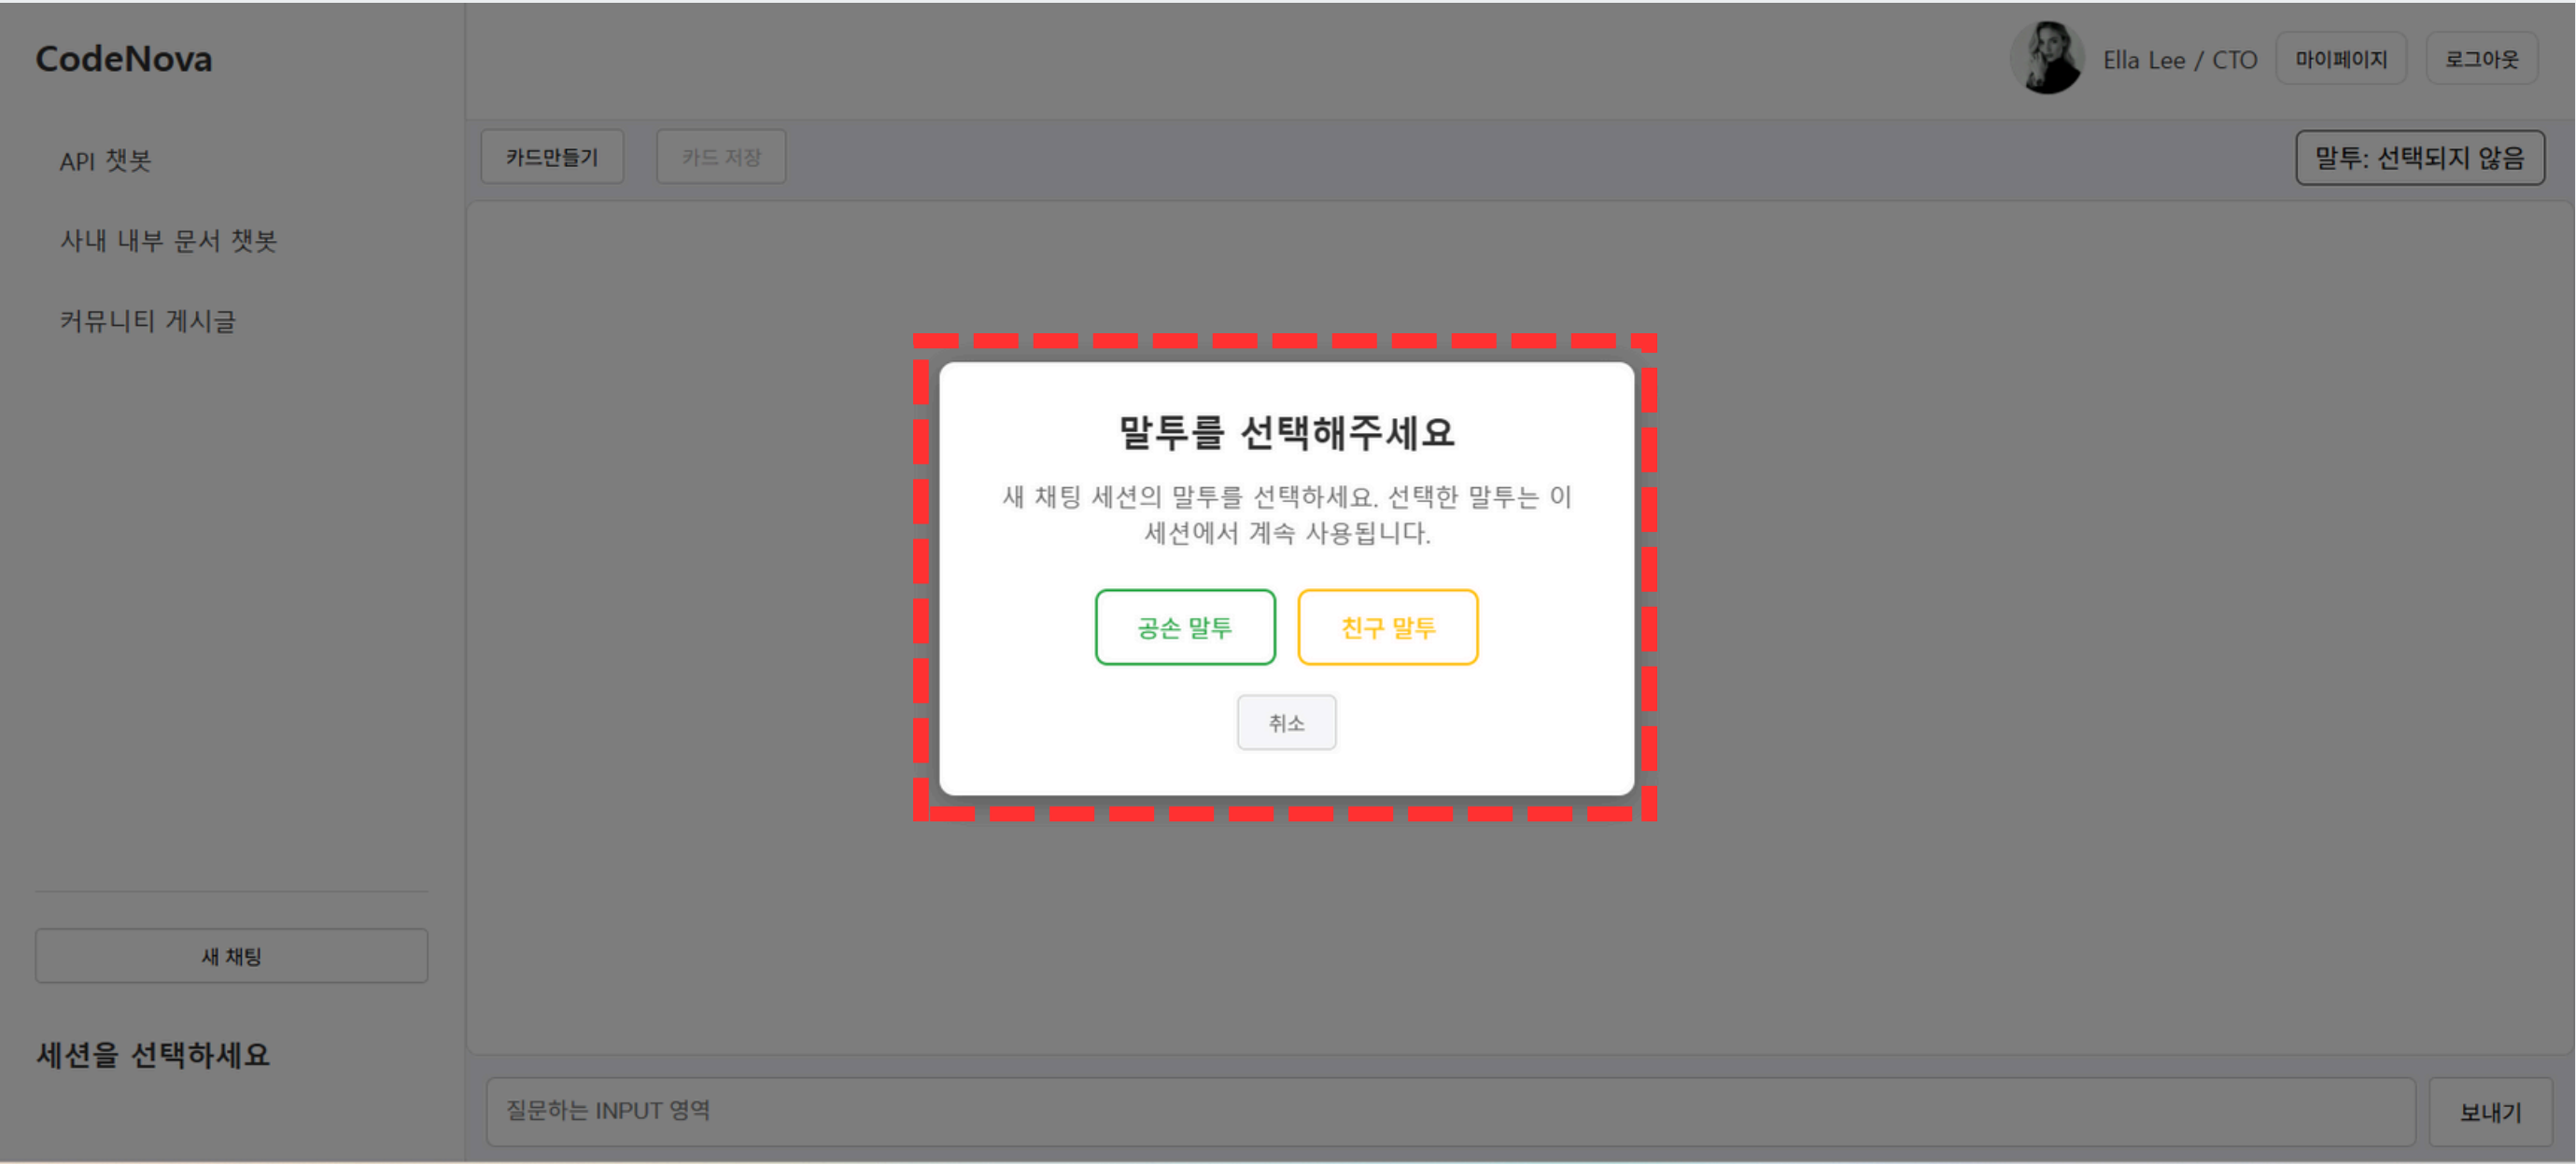 CodeNova
Ella Lee / CTO
마이페이지
로그아웃
API 챗봇
사내 내부 문서 챗봇
커뮤니티 게시글
카드만들기
카드 저장
말투: 선택되지 않음
말투를 선택해주세요
새 채팅 세션의 말투를 선택하세요. 선택한 말투는 이
세션에서 계속 사용됩니다.
공손 말투
친구 말투
취소
새 채팅
세션을 선택하세요
질문하는 INPUT 영역
보내기